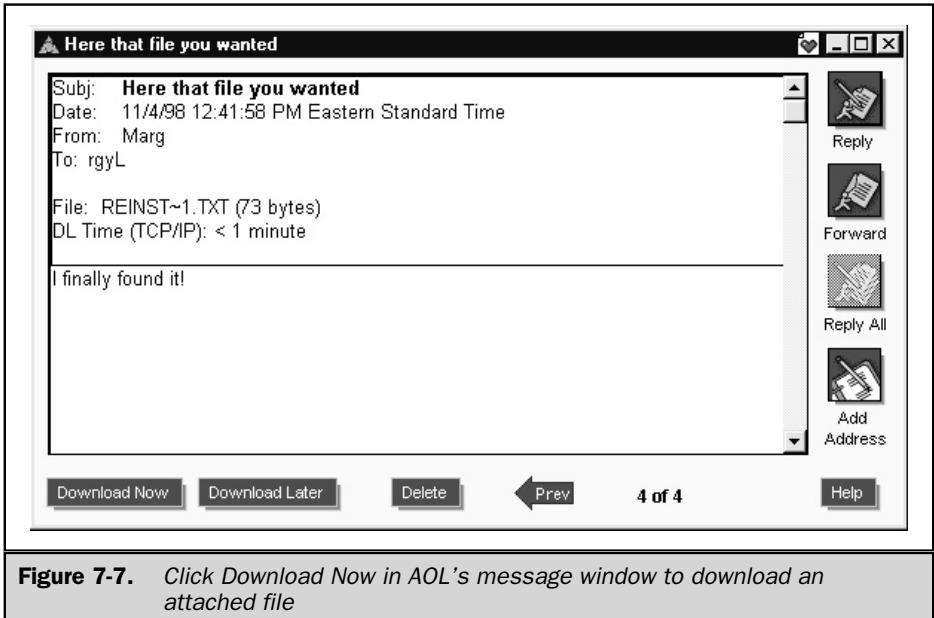 Here that file you wanted
Subj: Here that file you wanted
Date: 11/4/98 12:41:58 PM Eastern Standard Time
From: Marg
To: rgyL
File: REINST~1.TXT (73 bytes)
DL Time (TCP/IP): < 1 minute
I finally found it!
Reply
Forward
Reply All
Add
Address
Download Now
Download Later
Delete
Prev
4 of 4
Help
Figure 7-7. Click Download Now in AOL's message window to download an
attached file